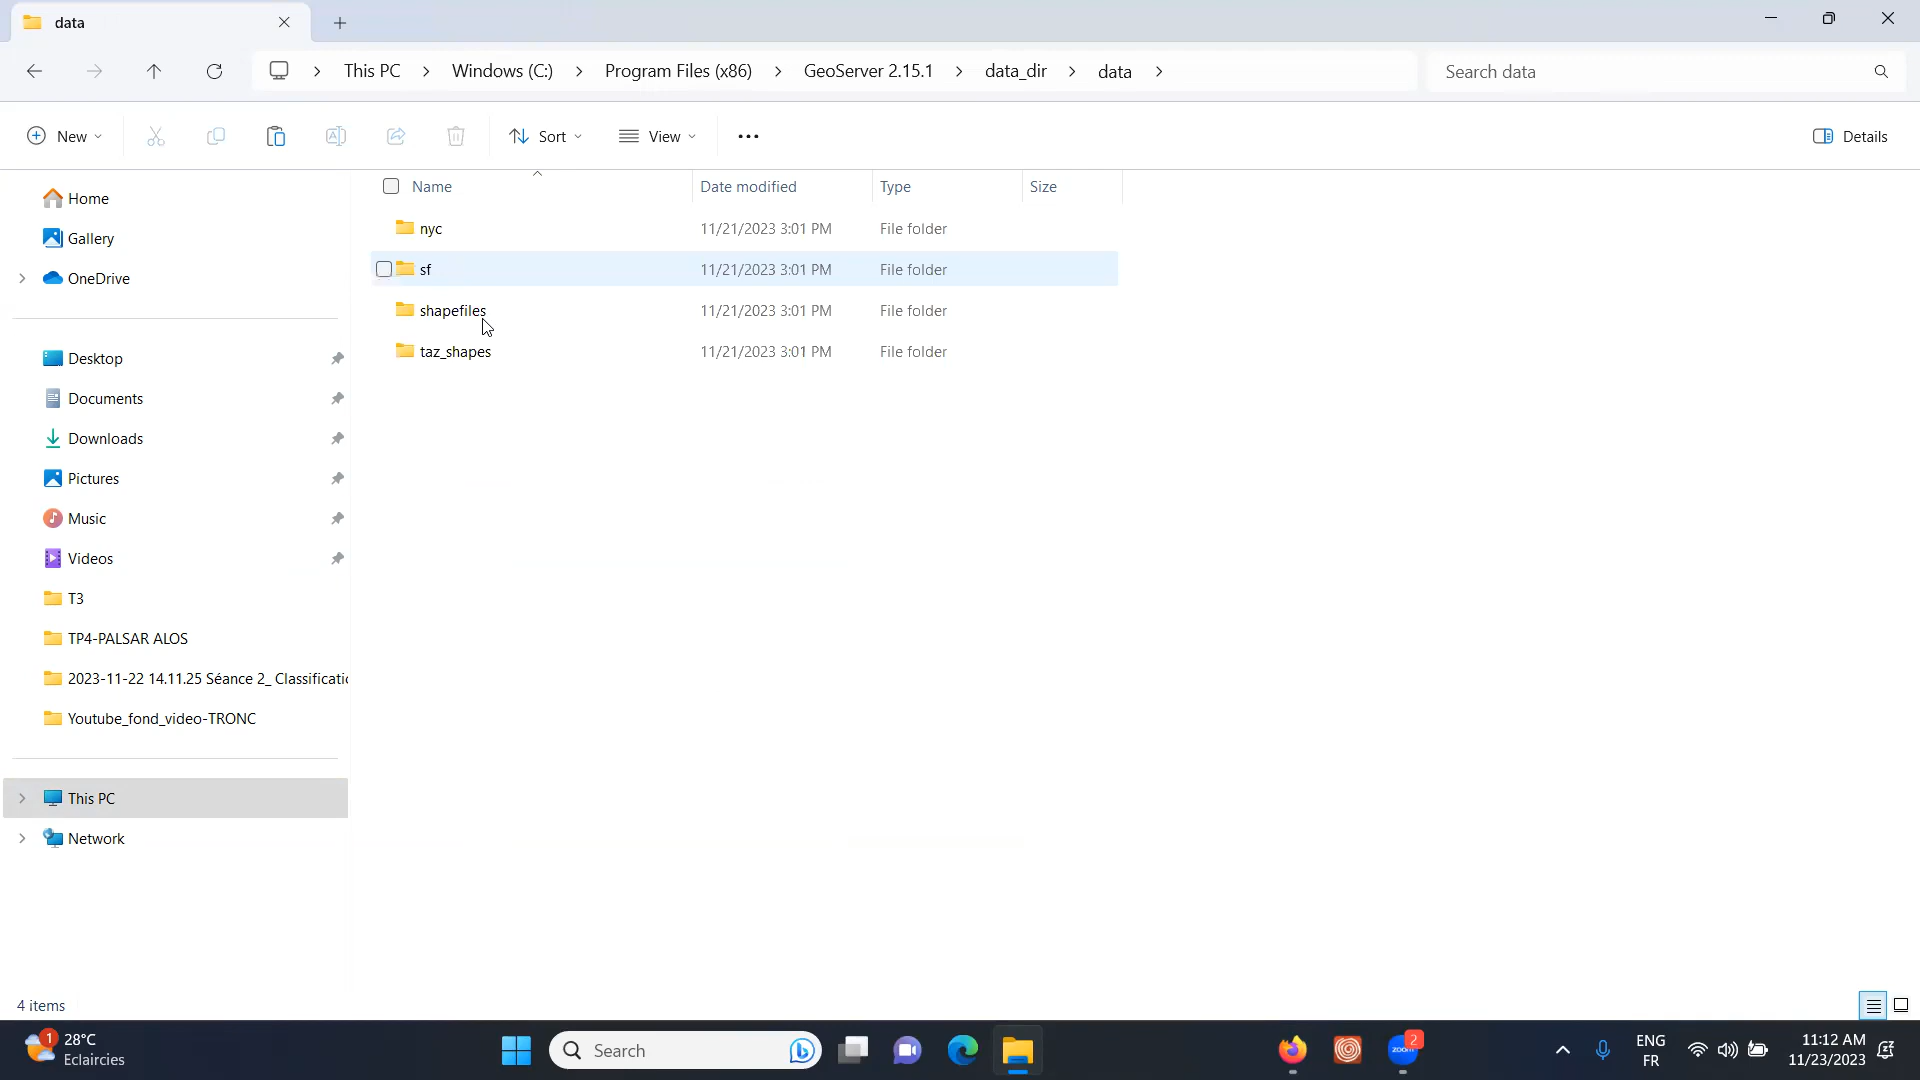 data
This PC > Windows (C:) > Program Files (x86) > GeoServer 2.15.1 > data_dir > data >
Search data
New
Sort
View
Details
Home
Gallery
OneDrive
Desktop
Documents
Downloads
Pictures
Music
Videos
T3
TP4-PALSAR ALOS
2023-11-22 14.11.25 Séance 2_ Classificatio
Youtube_fond_video-TRONC
This PC
Network
Name Date modified Type Size
nyc 11/21/2023 3:01 PM File folder
sf 11/21/2023 3:01 PM File folder
shapefiles 11/21/2023 3:01 PM File folder
taz_shapes 11/21/2023 3:01 PM File folder
4 items
1
28°C
Eclaircies
Search
zoom
2
ENG
FR
11:12 AM
11/23/2023